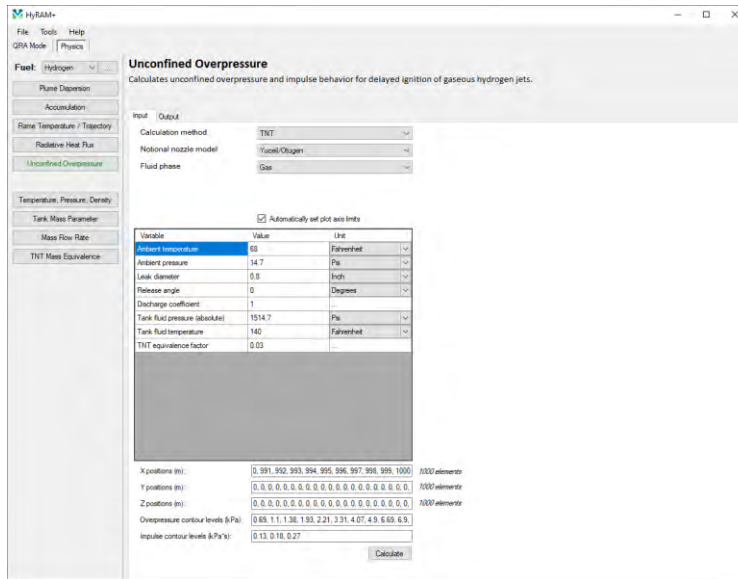 HyRAM+
File Tools Help
QRA Mode Physics
Fuel: Hydrogen ...
Plume Dispersion
Accumulation
Flame Temperature / Trajectory
Radiative Heat Flux
Unconfined Overpressure
Temperature, Pressure, Density
Tank Mass Parameter
Mass Flow Rate
TNT Mass Equivalence
Unconfined Overpressure
Calculates unconfined overpressure and impulse behavior for delayed ignition of gaseous hydrogen jets.
Input Output
Calculation method TNT
Notional nozzle model Yuceil/Otugen
Fluid phase Gas
Automatically set plot axis limits
Variable Value Unit
Ambient temperature 68 Fahrenheit
Ambient pressure 14.7 Psi
Leak diameter 0.8 Inch
Release angle 0 Degrees
Discharge coefficient 1 ...
Tank fluid pressure (absolute) 1514.7 Psi
Tank fluid temperature 140 Fahrenheit
TNT equivalence factor 0.03 ...
X positions (m): 0, 991, 992, 993, 994, 995, 996, 997, 998, 999, 1000 1000 elements
Y positions (m): 0, 0, 0, 0, 0, 0, 0, 0, 0, 0, 0, 0, 0, 0, 0, 0, 0, 0, 0, 0, 1000 elements
Z positions (m): 0, 0, 0, 0, 0, 0, 0, 0, 0, 0, 0, 0, 0, 0, 0, 0, 0, 0, 0, 0, 1000 elements
Overpressure contour levels (kPa): 0.69, 1.1, 1.38, 1.93, 2.21, 3.31, 4.07, 4.9, 6.69, 6.9,
Impulse contour levels (kPa*s): 0.13, 0.18, 0.27
Calculate